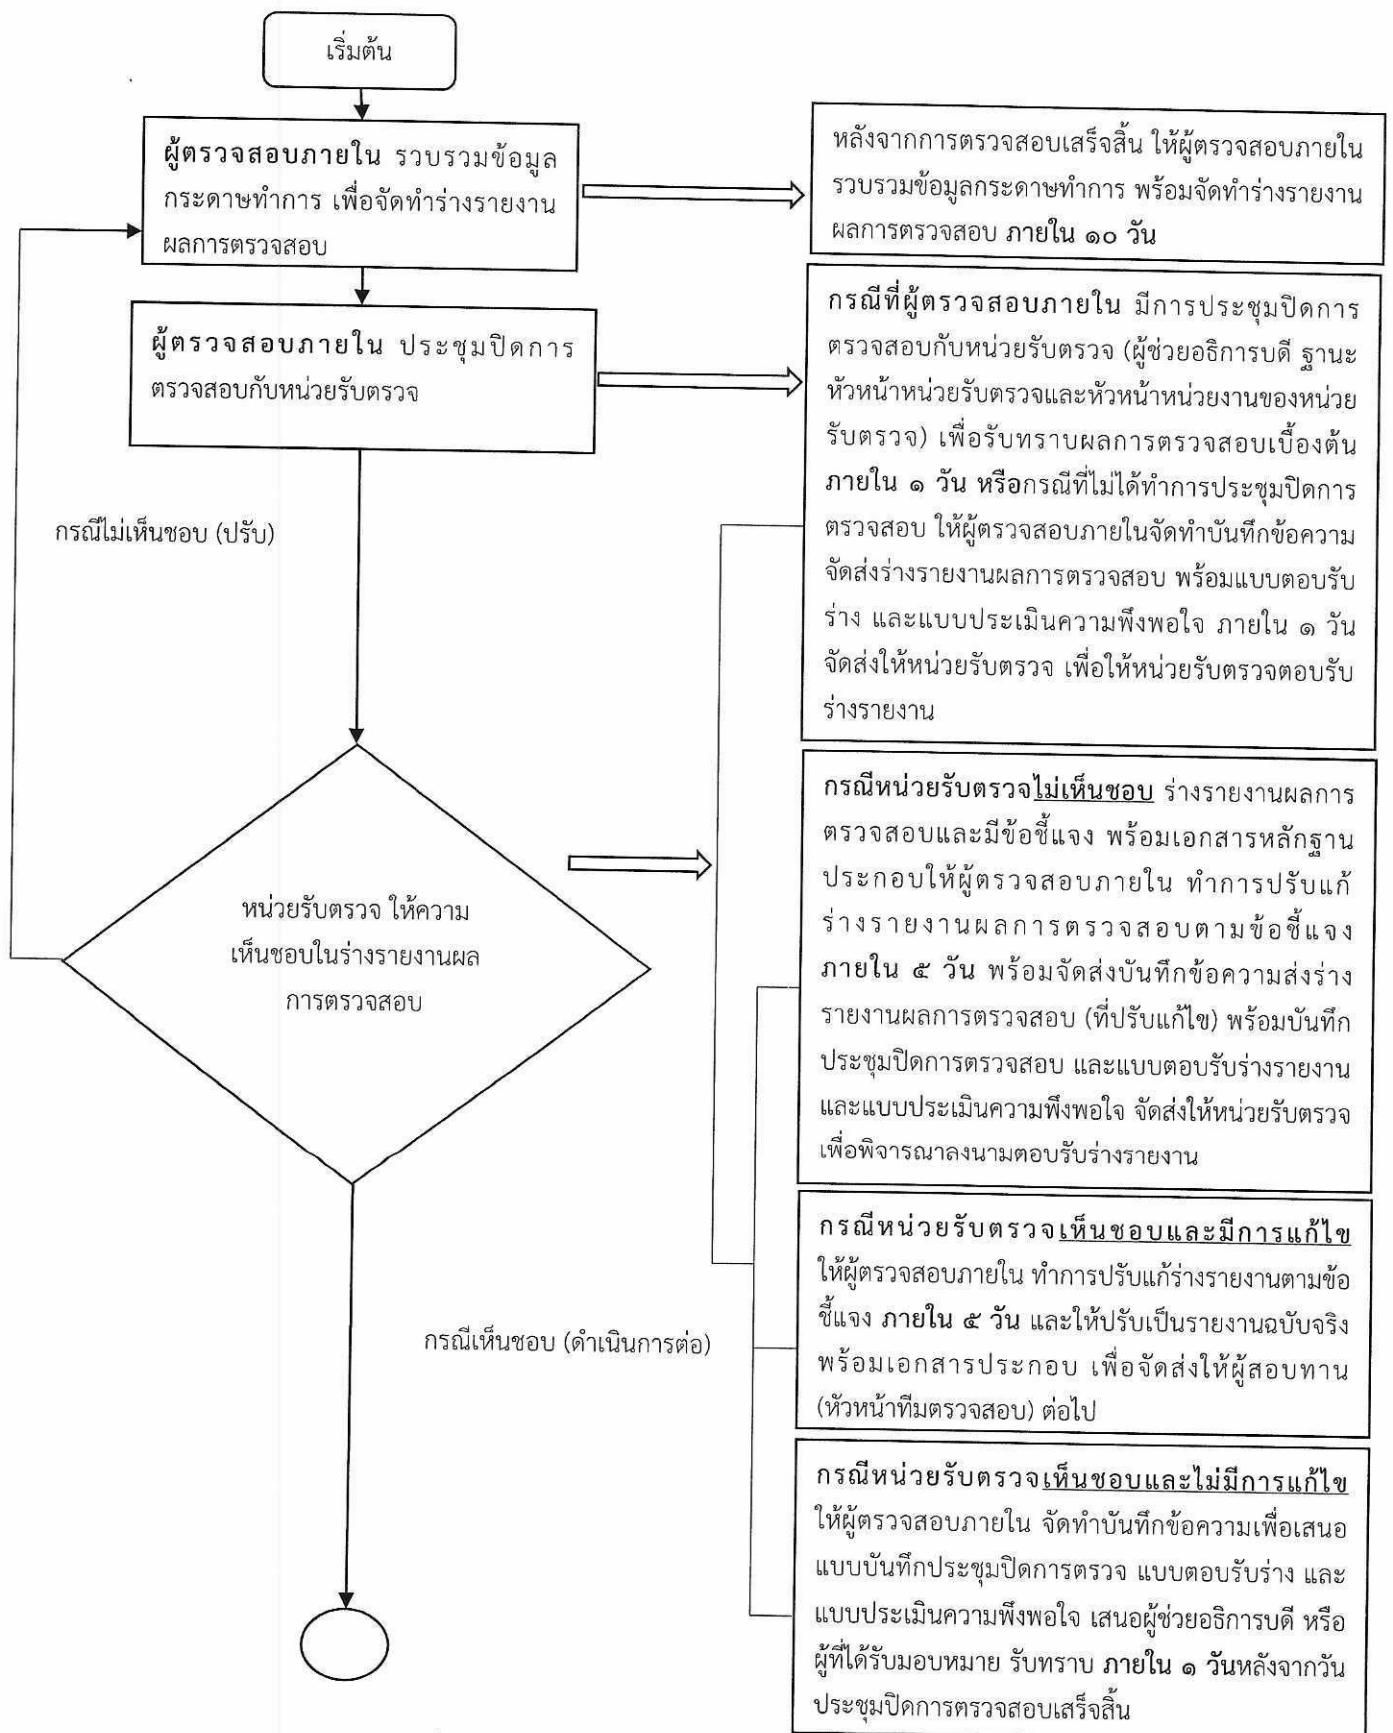 เริ่มต้น
ผู้ตรวจสอบภายใน รวบรวมข้อมูล
กระดาษทำการ เพื่อจัดทำร่างรายงาน
ผลการตรวจสอบ
หลังจากการตรวจสอบเสร็จสิ้น ให้ผู้ตรวจสอบภายใน
รวบรวมข้อมูลกระดาษทำการ พร้อมจัดทำร่างรายงาน
ผลการตรวจสอบ ภายใน ๑๐ วัน
ผู้ตรวจสอบภายใน ประชุมปิดการ
ตรวจสอบกับหน่วยรับตรวจ
กรณีที่ผู้ตรวจสอบภายใน มีการประชุมปิดการ
ตรวจสอบกับหน่วยรับตรวจ (ผู้ช่วยอธิการบดี ฐานะ
หัวหน้าหน่วยรับตรวจและหัวหน้าหน่วยงานของหน่วย
รับตรวจ) เพื่อรับทราบผลการตรวจสอบเบื้องต้น
ภายใน ๑ วัน หรือกรณีที่ไม่ได้ทำการประชุมปิดการ
ตรวจสอบ ให้ผู้ตรวจสอบภายในจัดทำบันทึกข้อความ
จัดส่งร่างรายงานผลการตรวจสอบ พร้อมแบบตอบรับ
ร่าง และแบบประเมินความพึงพอใจ ภายใน ๑ วัน
จัดส่งให้หน่วยรับตรวจ เพื่อให้หน่วยรับตรวจตอบรับ
ร่างรายงาน
กรณีไม่เห็นชอบ (ปรับ)
หน่วยรับตรวจ ให้ความ
เห็นชอบในร่างรายงานผล
การตรวจสอบ
กรณีหน่วยรับตรวจไม่เห็นชอบ ร่างรายงานผลการ
ตรวจสอบและมีข้อชี้แจง พร้อมเอกสารหลักฐาน
ประกอบให้ผู้ตรวจสอบภายใน ทำการปรับแก้
ร่างรายงานผลการตรวจสอบตามข้อชี้แจง
ภายใน ๕ วัน พร้อมจัดส่งบันทึกข้อความส่งร่าง
รายงานผลการตรวจสอบ (ที่ปรับแก้ไข) พร้อมบันทึก
ประชุมปิดการตรวจสอบ และแบบตอบรับร่างรายงาน
และแบบประเมินความพึงพอใจ จัดส่งให้หน่วยรับตรวจ
เพื่อพิจารณาลงนามตอบรับร่างรายงาน
กรณีหน่วยรับตรวจเห็นชอบและมีการแก้ไข
ให้ผู้ตรวจสอบภายใน ทำการปรับแก้ร่างรายงานตามข้อ
ชี้แจง ภายใน ๕ วัน และให้ปรับเป็นรายงานฉบับจริง
พร้อมเอกสารประกอบ เพื่อจัดส่งให้ผู้สอบทาน
(หัวหน้าทีมตรวจสอบ) ต่อไป
กรณีเห็นชอบ (ดำเนินการต่อ)
กรณีหน่วยรับตรวจเห็นชอบและไม่มีการแก้ไข
ให้ผู้ตรวจสอบภายใน จัดทำบันทึกข้อความเพื่อเสนอ
แบบบันทึกประชุมปิดการตรวจ แบบตอบรับร่าง และ
แบบประเมินความพึงพอใจ เสนอผู้ช่วยอธิการบดี หรือ
ผู้ที่ได้รับมอบหมาย รับทราบ ภายใน ๑ วันหลังจากวัน
ประชุมปิดการตรวจสอบเสร็จสิ้น